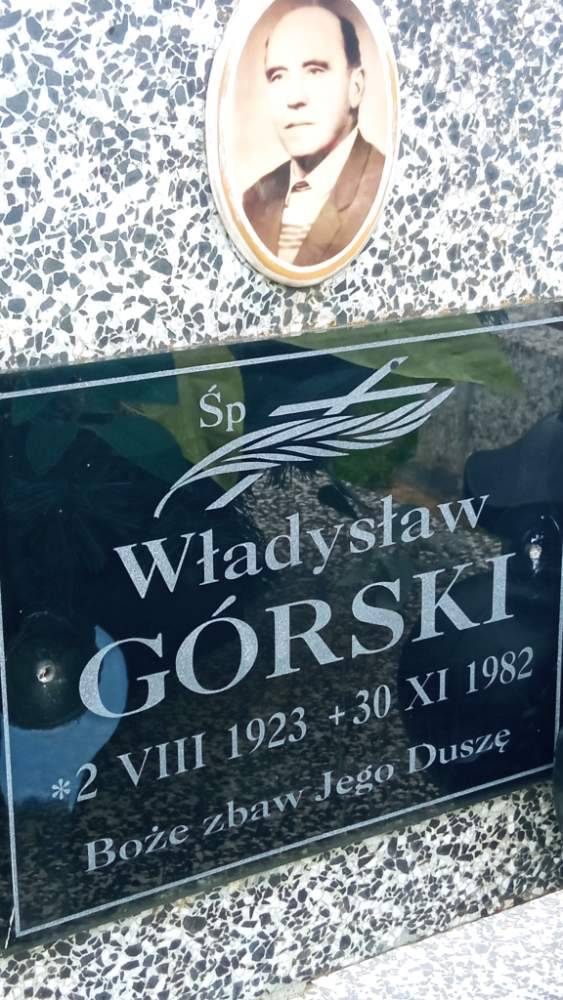 Śp
Władysław
GÓRSKI
*2 VIII 1923 +30 XI 1982
Boże zbaw Jego Duszę